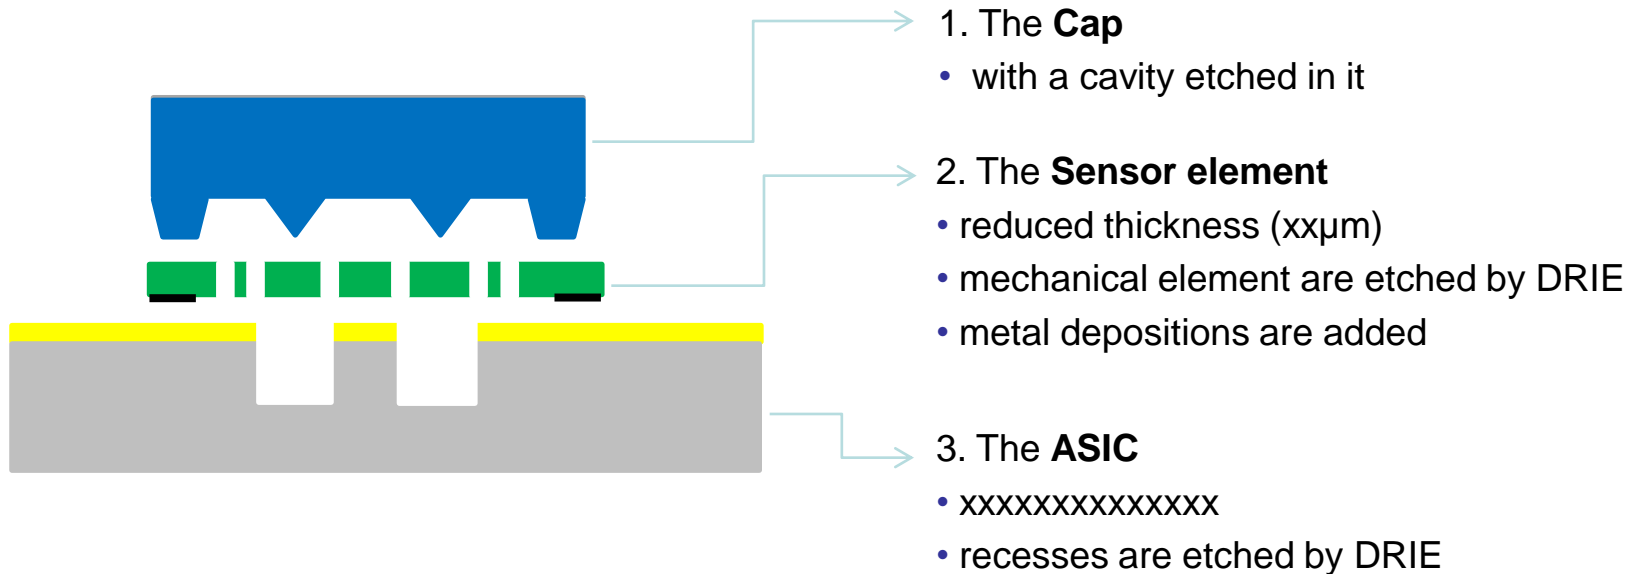 1. The Cap
• with a cavity etched in it
2. The Sensor element
• reduced thickness (xxµm)
• mechanical element are etched by DRIE
• metal depositions are added
3. The ASIC
• xxxxxxxxxxxxxx
• recesses are etched by DRIE